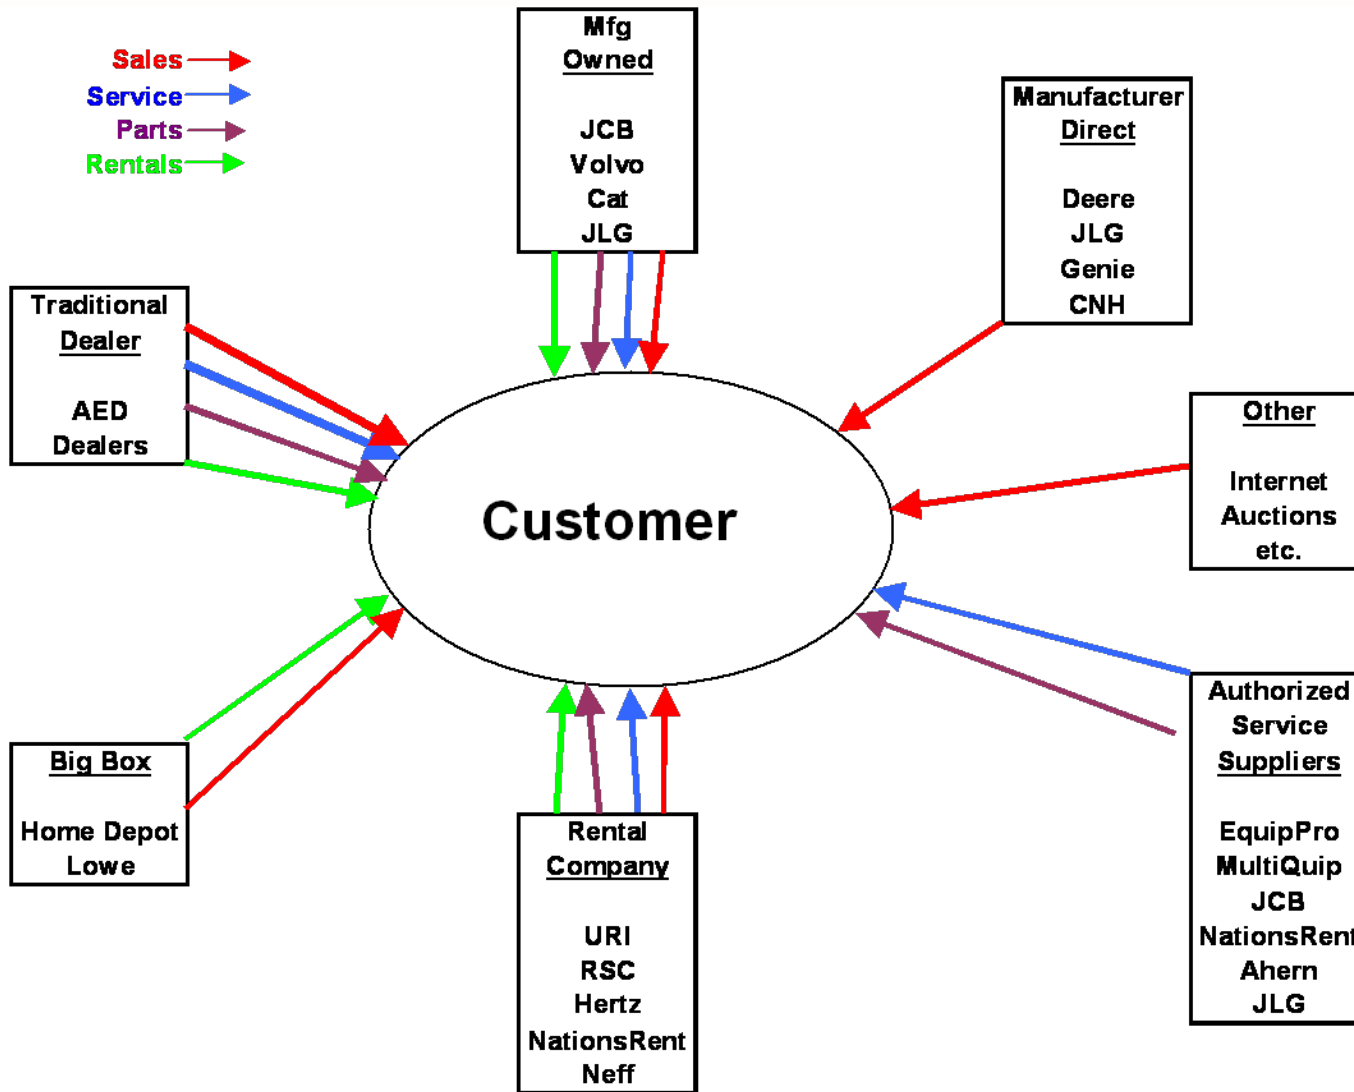 Sales
Service
Parts
Rentals
Mfg
Owned
JCB
Volvo
Cat
JLG
Manufacturer
Direct
Deere
JLG
Genie
CNH
Traditional
Dealer
AED
Dealers
Customer
Other
Internet
Auctions
etc.
Big Box
Home Depot
Lowe
Rental
Company
URI
RSC
Hertz
NationsRent
Neff
Authorized
Service
Suppliers
EquipPro
MultiQuip
JCB
NationsRent
Ahern
JLG